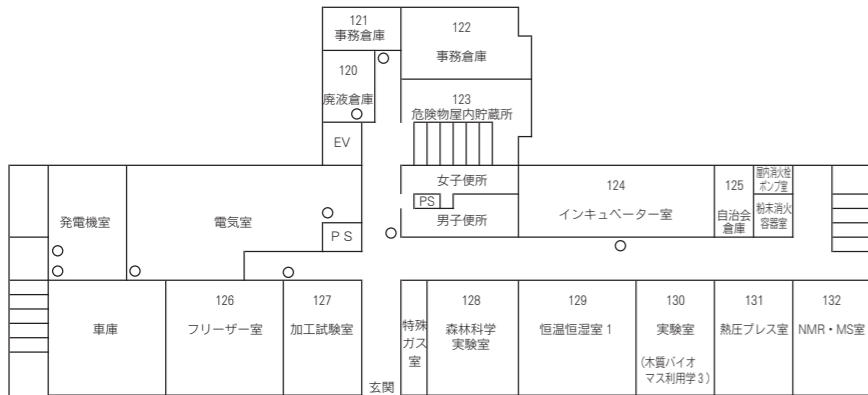 121
事務倉庫
122
事務倉庫
120
廃液倉庫
123
危険物屋内貯蔵所
EV
女子便所
PS
男子便所
124
インキュベーター室
125
自治会
倉庫
屋内消火栓
ポンプ室
粉末消火
容器室
発電機室
電気室
PS
車庫
126
フリーザー室
127
加工試験室
特殊
ガス
室
128
森林科学
実験室
129
恒温恒湿室1
130
実験室
(木質バイオ
マス利用学3)
131
熱圧プレス室
132
NMR・MS室
玄関